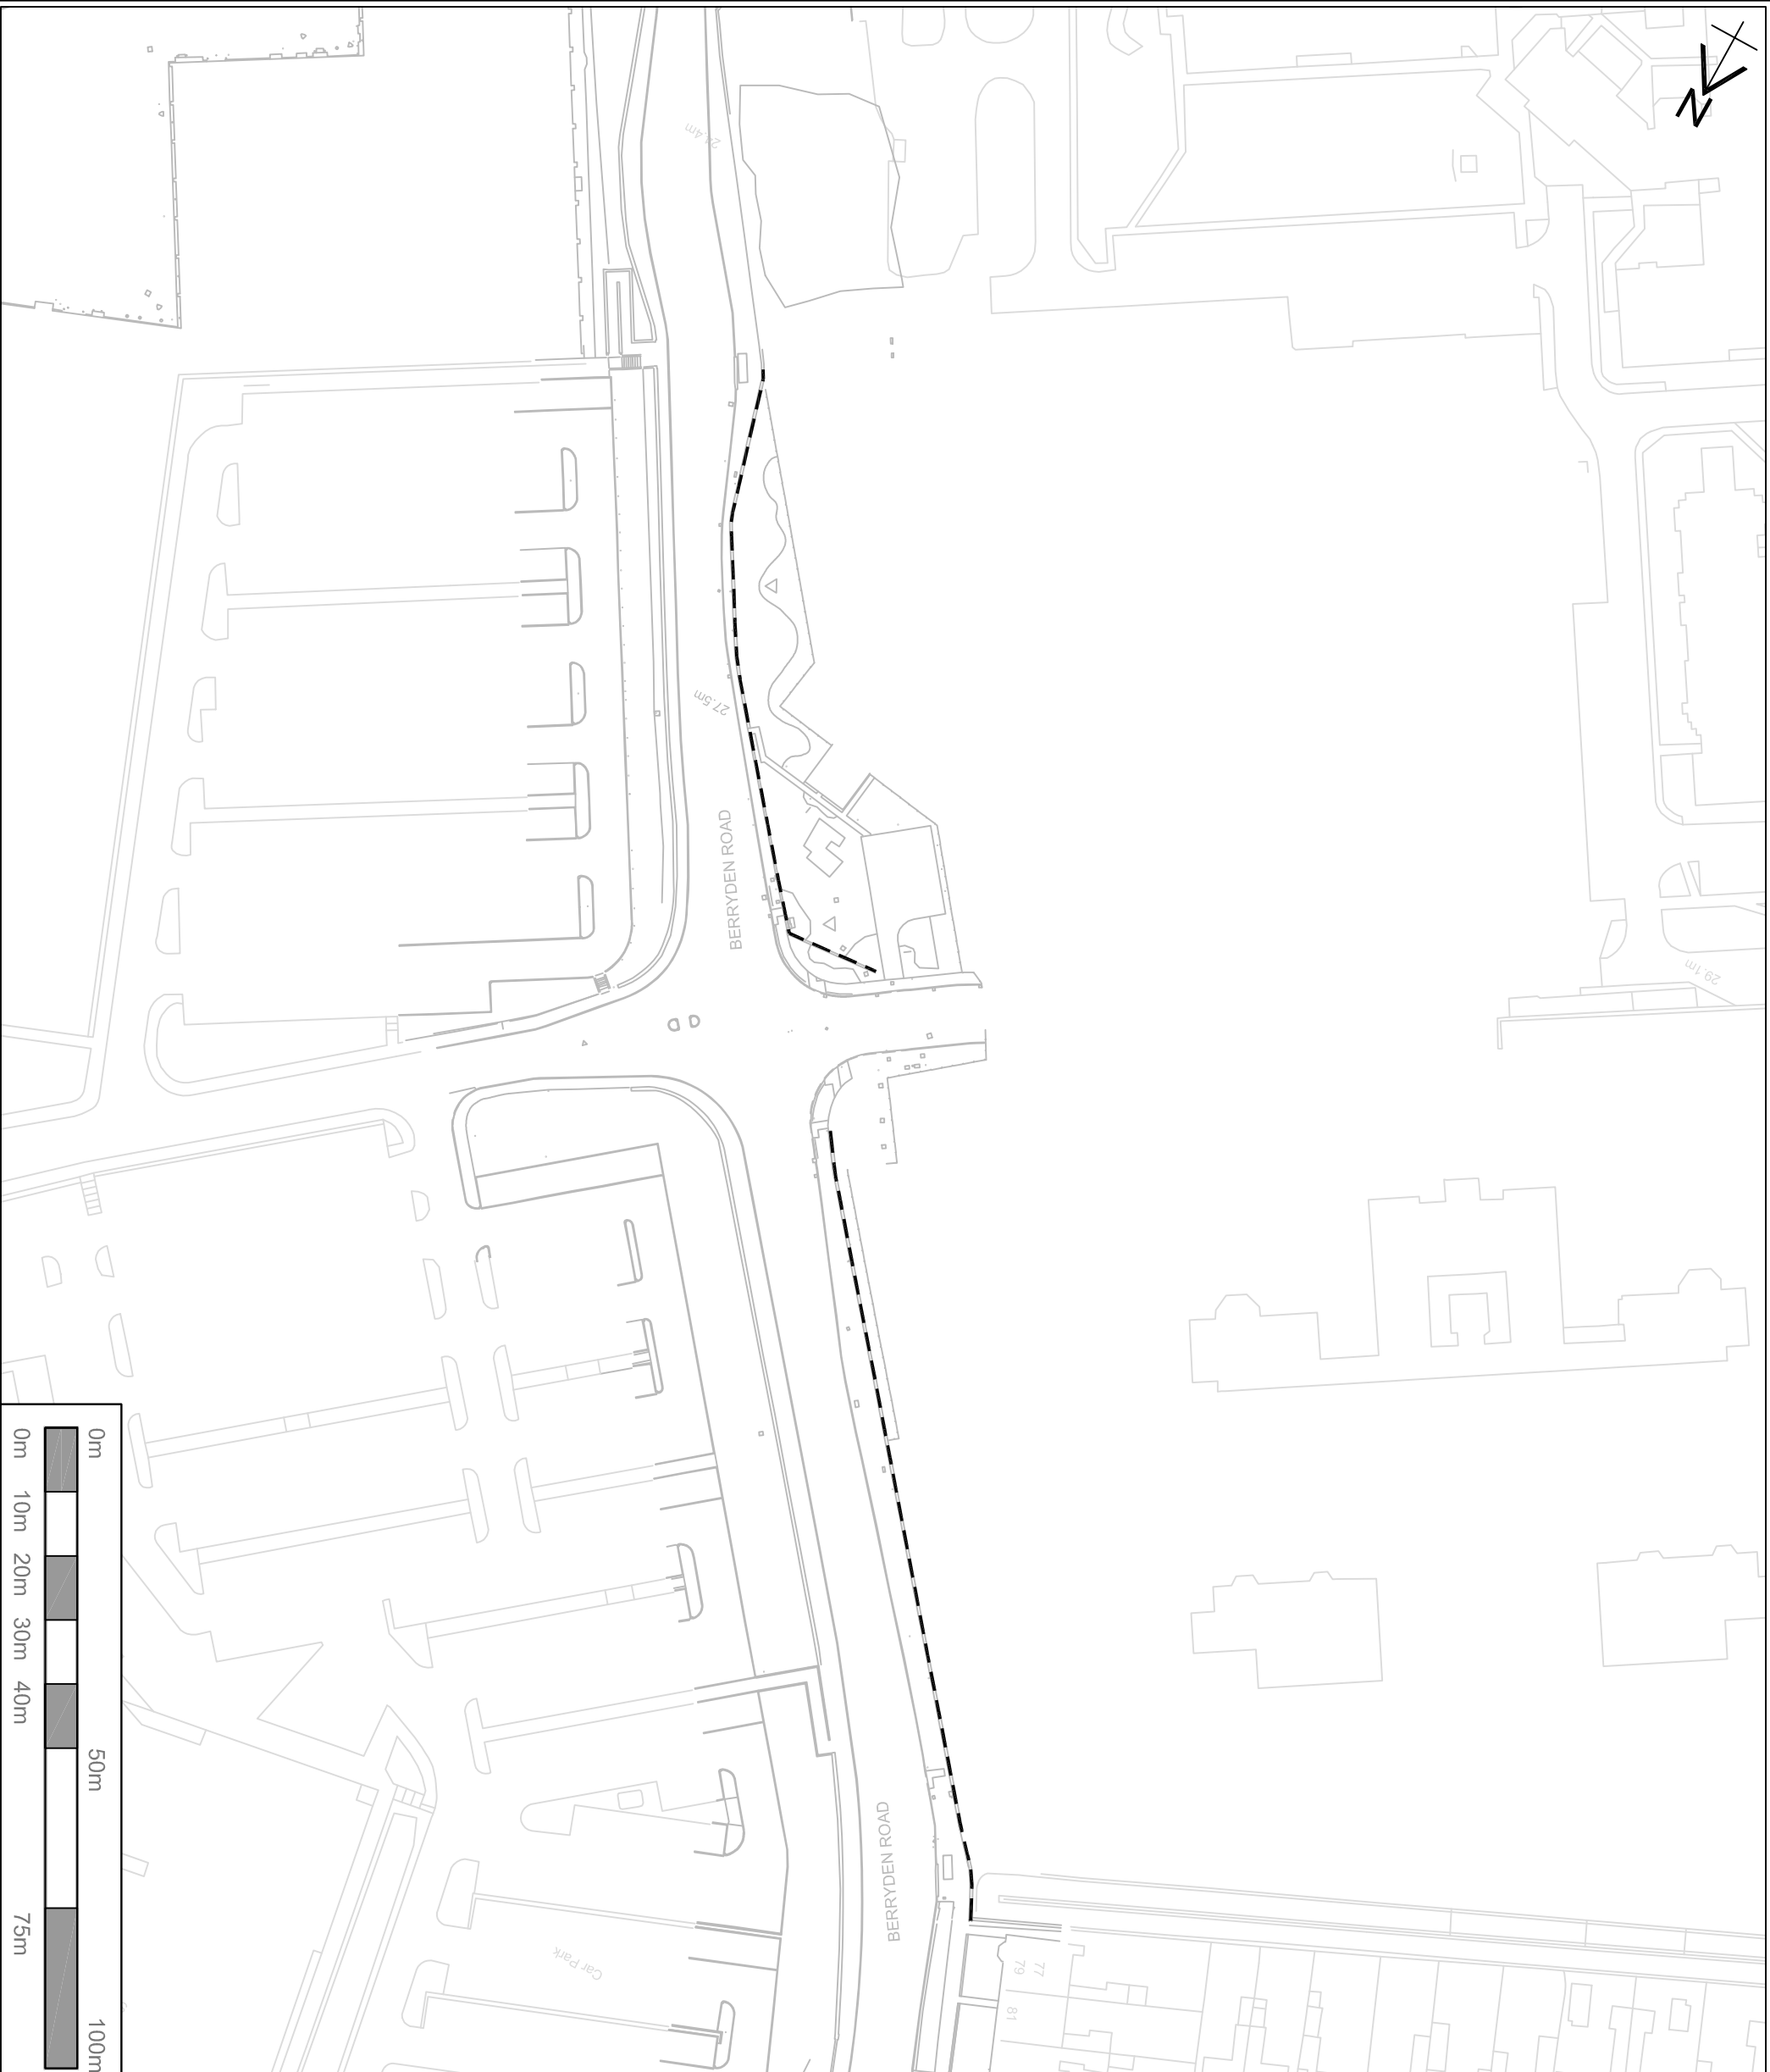 N
24.4m
27.5m
BERRYDEN ROAD
29.1m
BERRYDEN ROAD
Car Park
77
79
81
0m
50m
100m
0m
10m
20m
30m
40m
75m